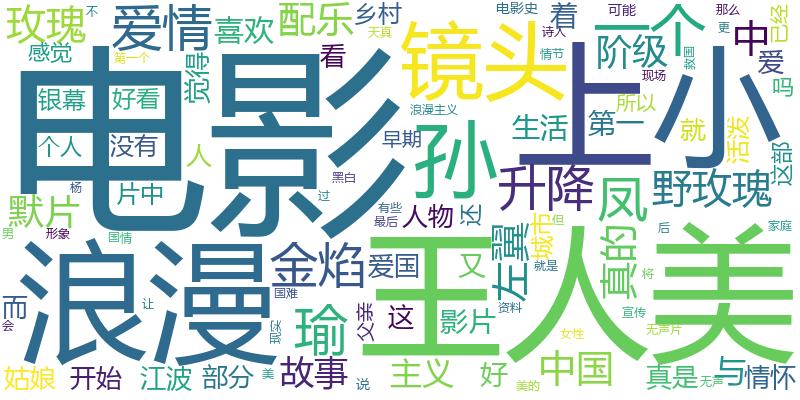 玫瑰
不
爱情
感觉
喜欢
第一个
天真
配乐
乡村
看
电影史
诗人
情节
着
可能
现场
一个
阶级
那么
更
我国
中
已经
爱
吗
银幕
好看
觉得
个人
没有
电影
镜头
上
小
浪漫主义
早期
孙
生活
第一
所以
就
活泼
这部
人
杨
片中
黑白
过
升降
野玫瑰
默片
有些
最后
人物
还
凤
男
形象
国情
浪漫
金焰
爱国
王人美
又
左翼
城市
但
真的
后
家庭
而
会
让
国难
现实
瑜
父亲
这
影片
资料
就是
将
宣传
无声片
女性
姑娘
开始
江波
部分
美
故事
说
主义
好
美的
中国
真是
无声
与
情怀